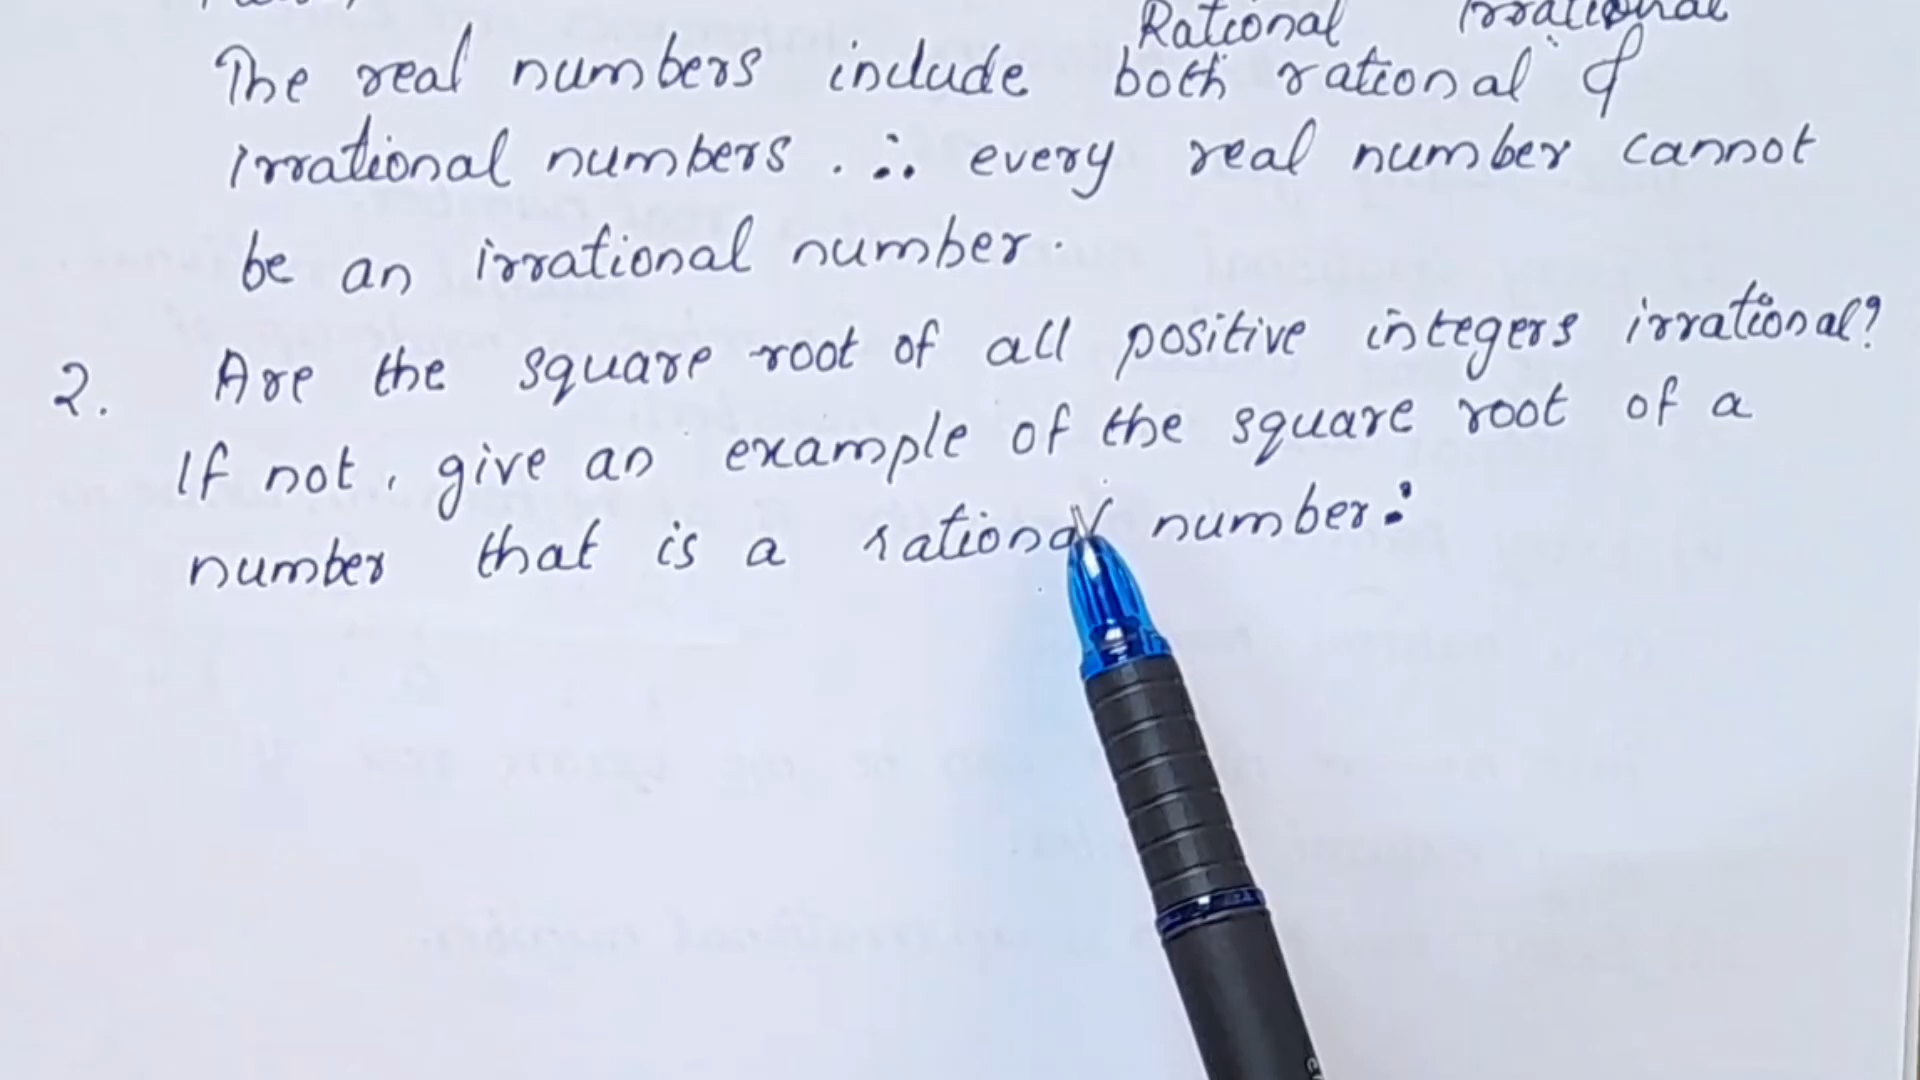 Rational Irrational
The real numbers include both rational &
irrational numbers. ∴ every real number cannot
be an irrational number.
2. Are the square root of all positive integers irrational?
If not, give an example of the square root of a
number that is a rational number: